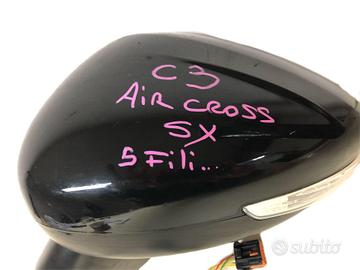 C3
AIR CROSS
SX
5 Fili...
subito